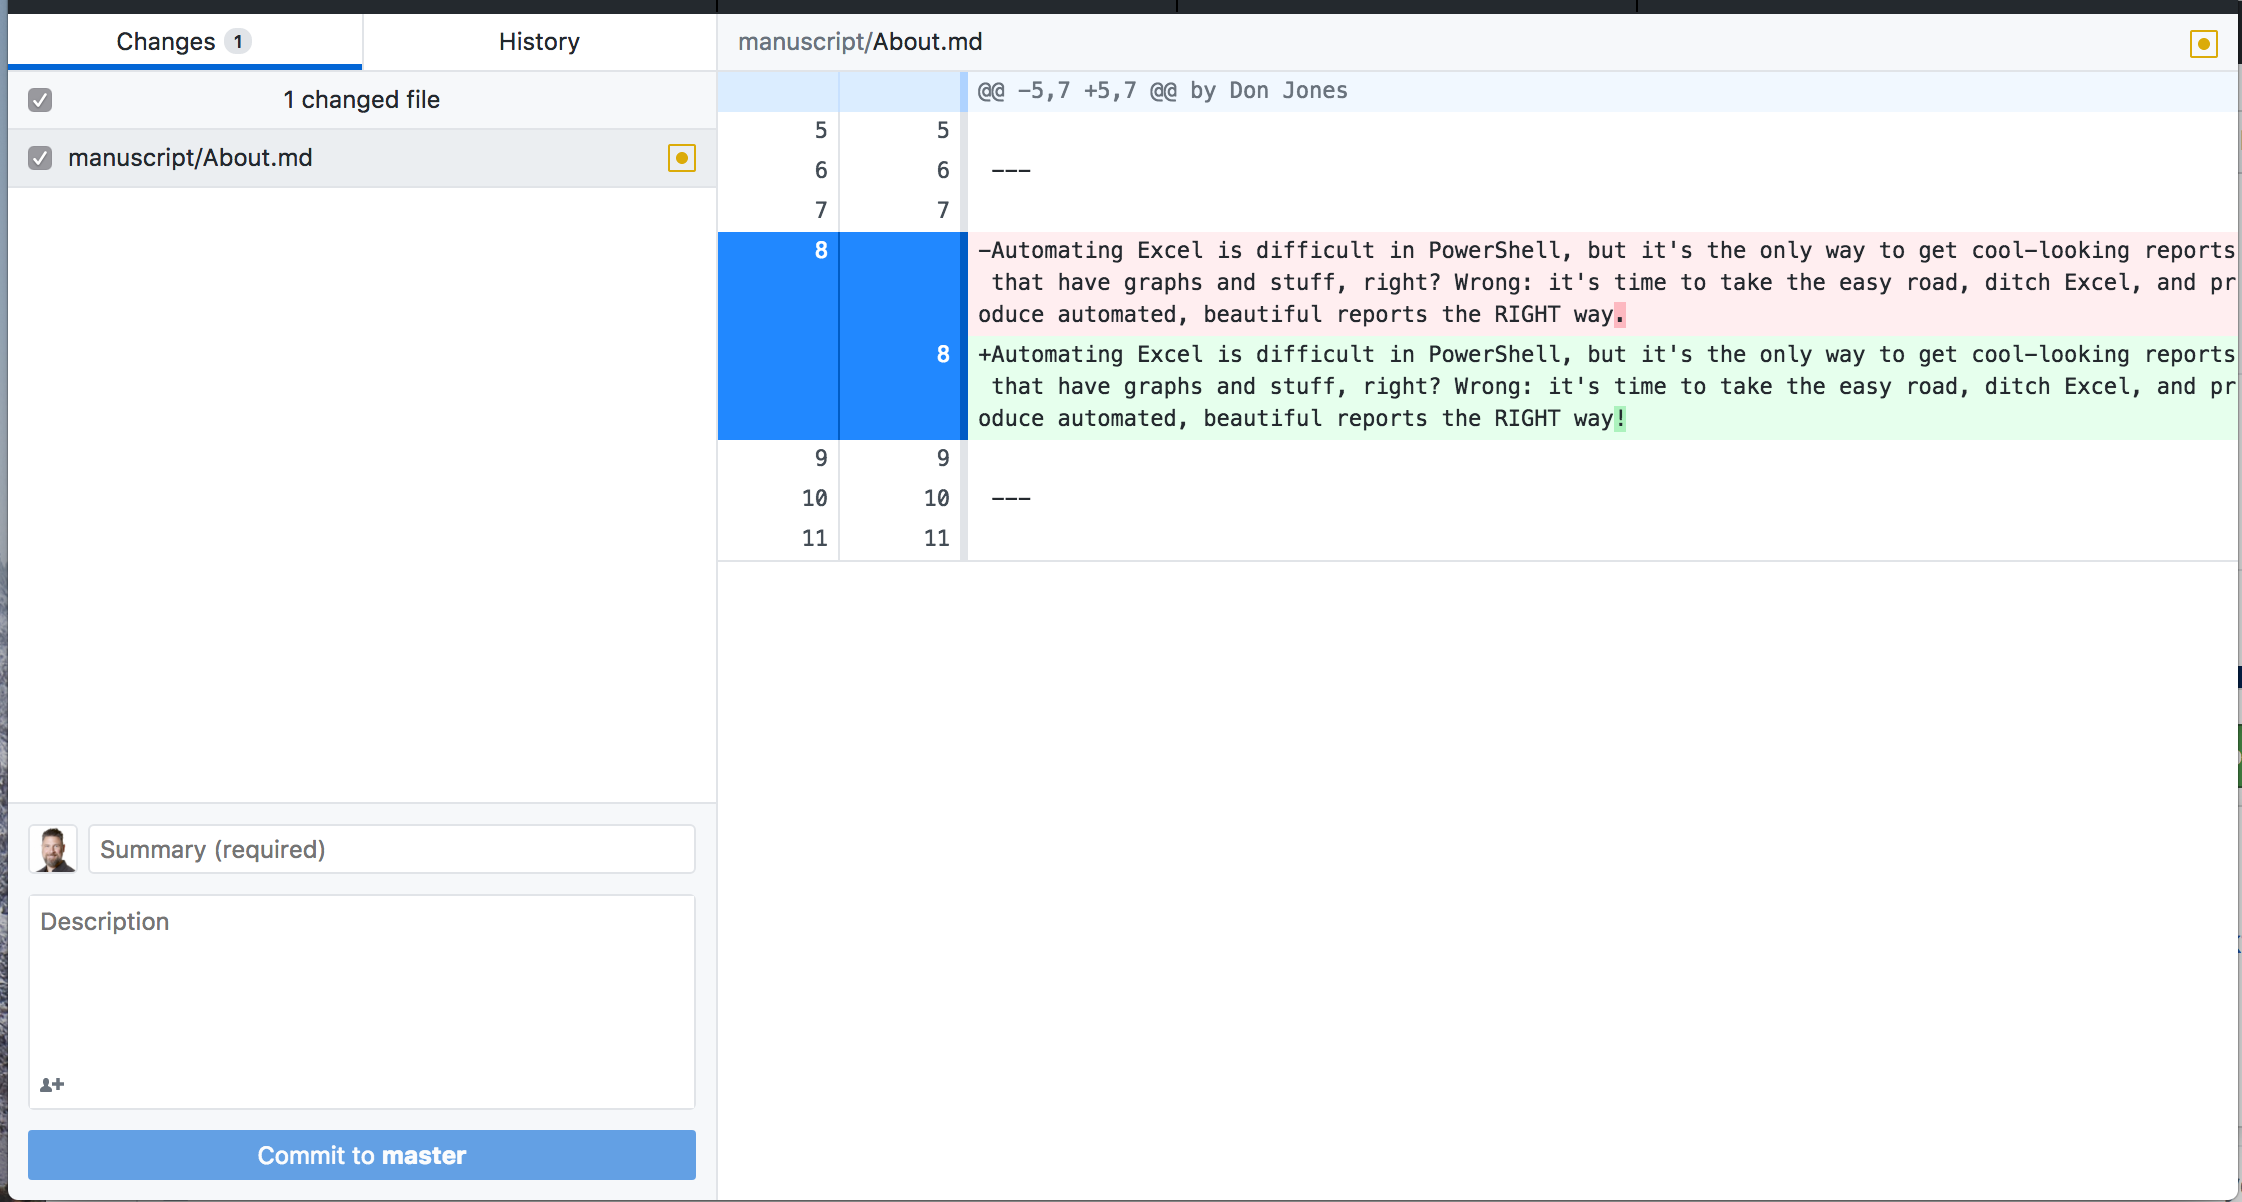 Changes 1
History
1 changed file
manuscript/About.md
Summary (required)
Description
Commit to master
manuscript/About.md
@@ -5,7 +5,7 @@ by Don Jones
5 5
6 6 ---
7 7
8 -Automating Excel is difficult in PowerShell, but it's the only way to get cool-looking reports
that have graphs and stuff, right? Wrong: it's time to take the easy road, ditch Excel, and pr
oduce automated, beautiful reports the RIGHT way.
8 +Automating Excel is difficult in PowerShell, but it's the only way to get cool-looking reports
that have graphs and stuff, right? Wrong: it's time to take the easy road, ditch Excel, and pr
oduce automated, beautiful reports the RIGHT way!
9 9
10 10 ---
11 11